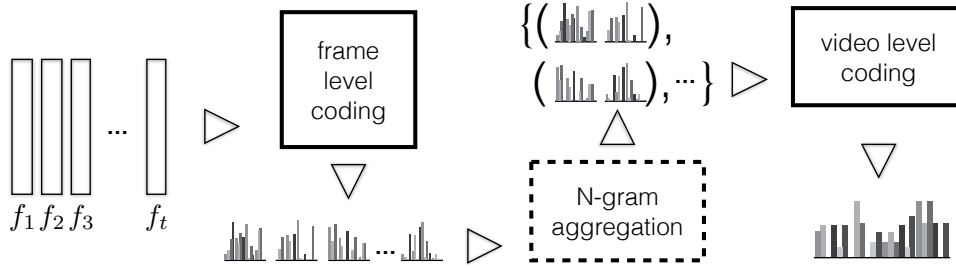 f1 f2 f3 ... ft
frame
level
coding
...
{( ),
( ), ... }
N-gram
aggregation
video level
coding